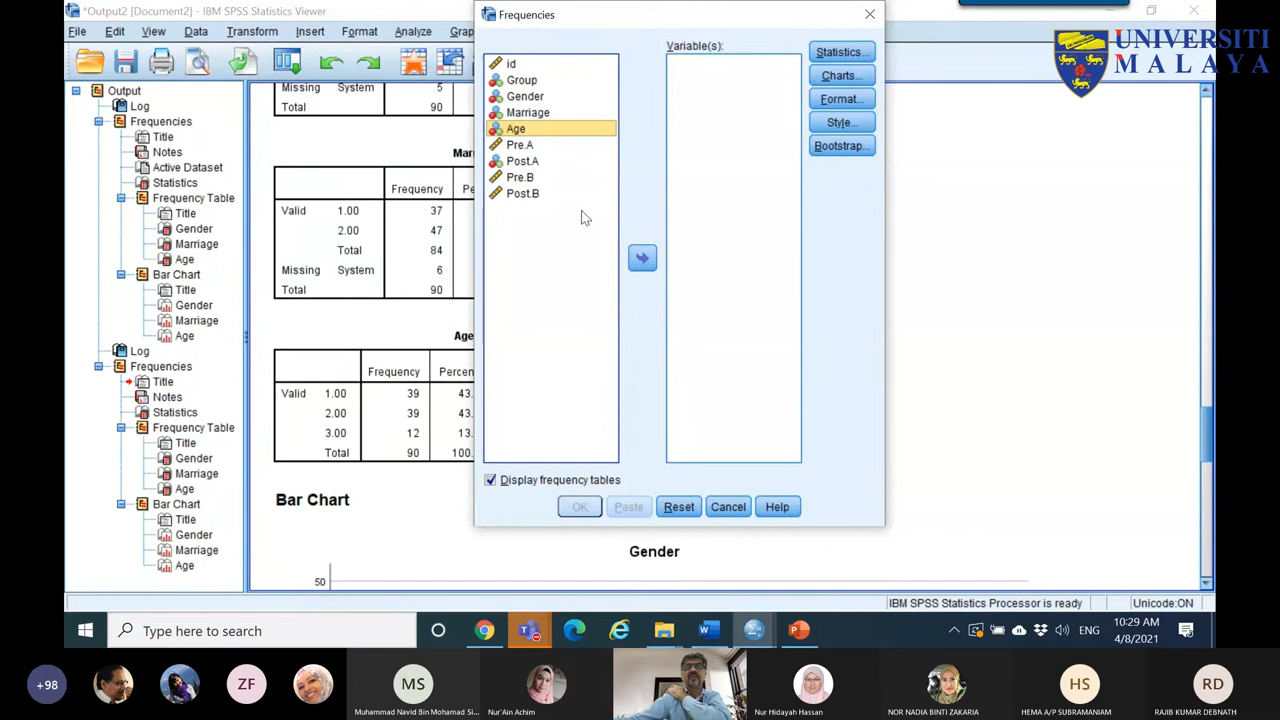 *Output2 [Document2] - IBM SPSS Statistics Viewer
File Edit View Data Transform Insert Format Analyze
Output
Log
Frequencies
Title
Notes
Active Dataset
Statistics
Frequency Table
Title
Gender
Marriage
Age
Bar Chart
Title
Gender
Marriage
Age
Log
Frequencies
Title
Notes
Statistics
Frequency Table
Title
Gender
Marriage
Age
Bar Chart
Title
Gender
Marriage
Age
Missing System 5
Total 90
Frequency
Valid 1.00 37
2.00 47
Total 84
Missing System 6
Total 90
Age
Frequency
Valid 1.00 39 43.
2.00 39 43.
3.00 12 13.
Total 90 100.
Bar Chart
Gender
50
Frequencies
Variable(s):
id
Group
Gender
Marriage
Age
Pre.A
Post.A
Pre.B
Post.B
Statistics...
Charts...
Format...
Style...
Bootstrap...
Display frequency tables
OK Paste Reset Cancel Help
UNIVERSITI
MALAYA
IBM SPSS Statistics Processor is ready Unicode:ON
Type here to search
ENG
10:29 AM
4/8/2021
+98
ZF
MS
HS
RD
Muhammad Navid Bin Mohamad Si...
Nur'Ain Achim
Nur Hidayah Hassan
NOR NADIA BINTI ZAKARIA
HEMA A/P SUBRAMANIAM
RAJIB KUMAR DEBNATH